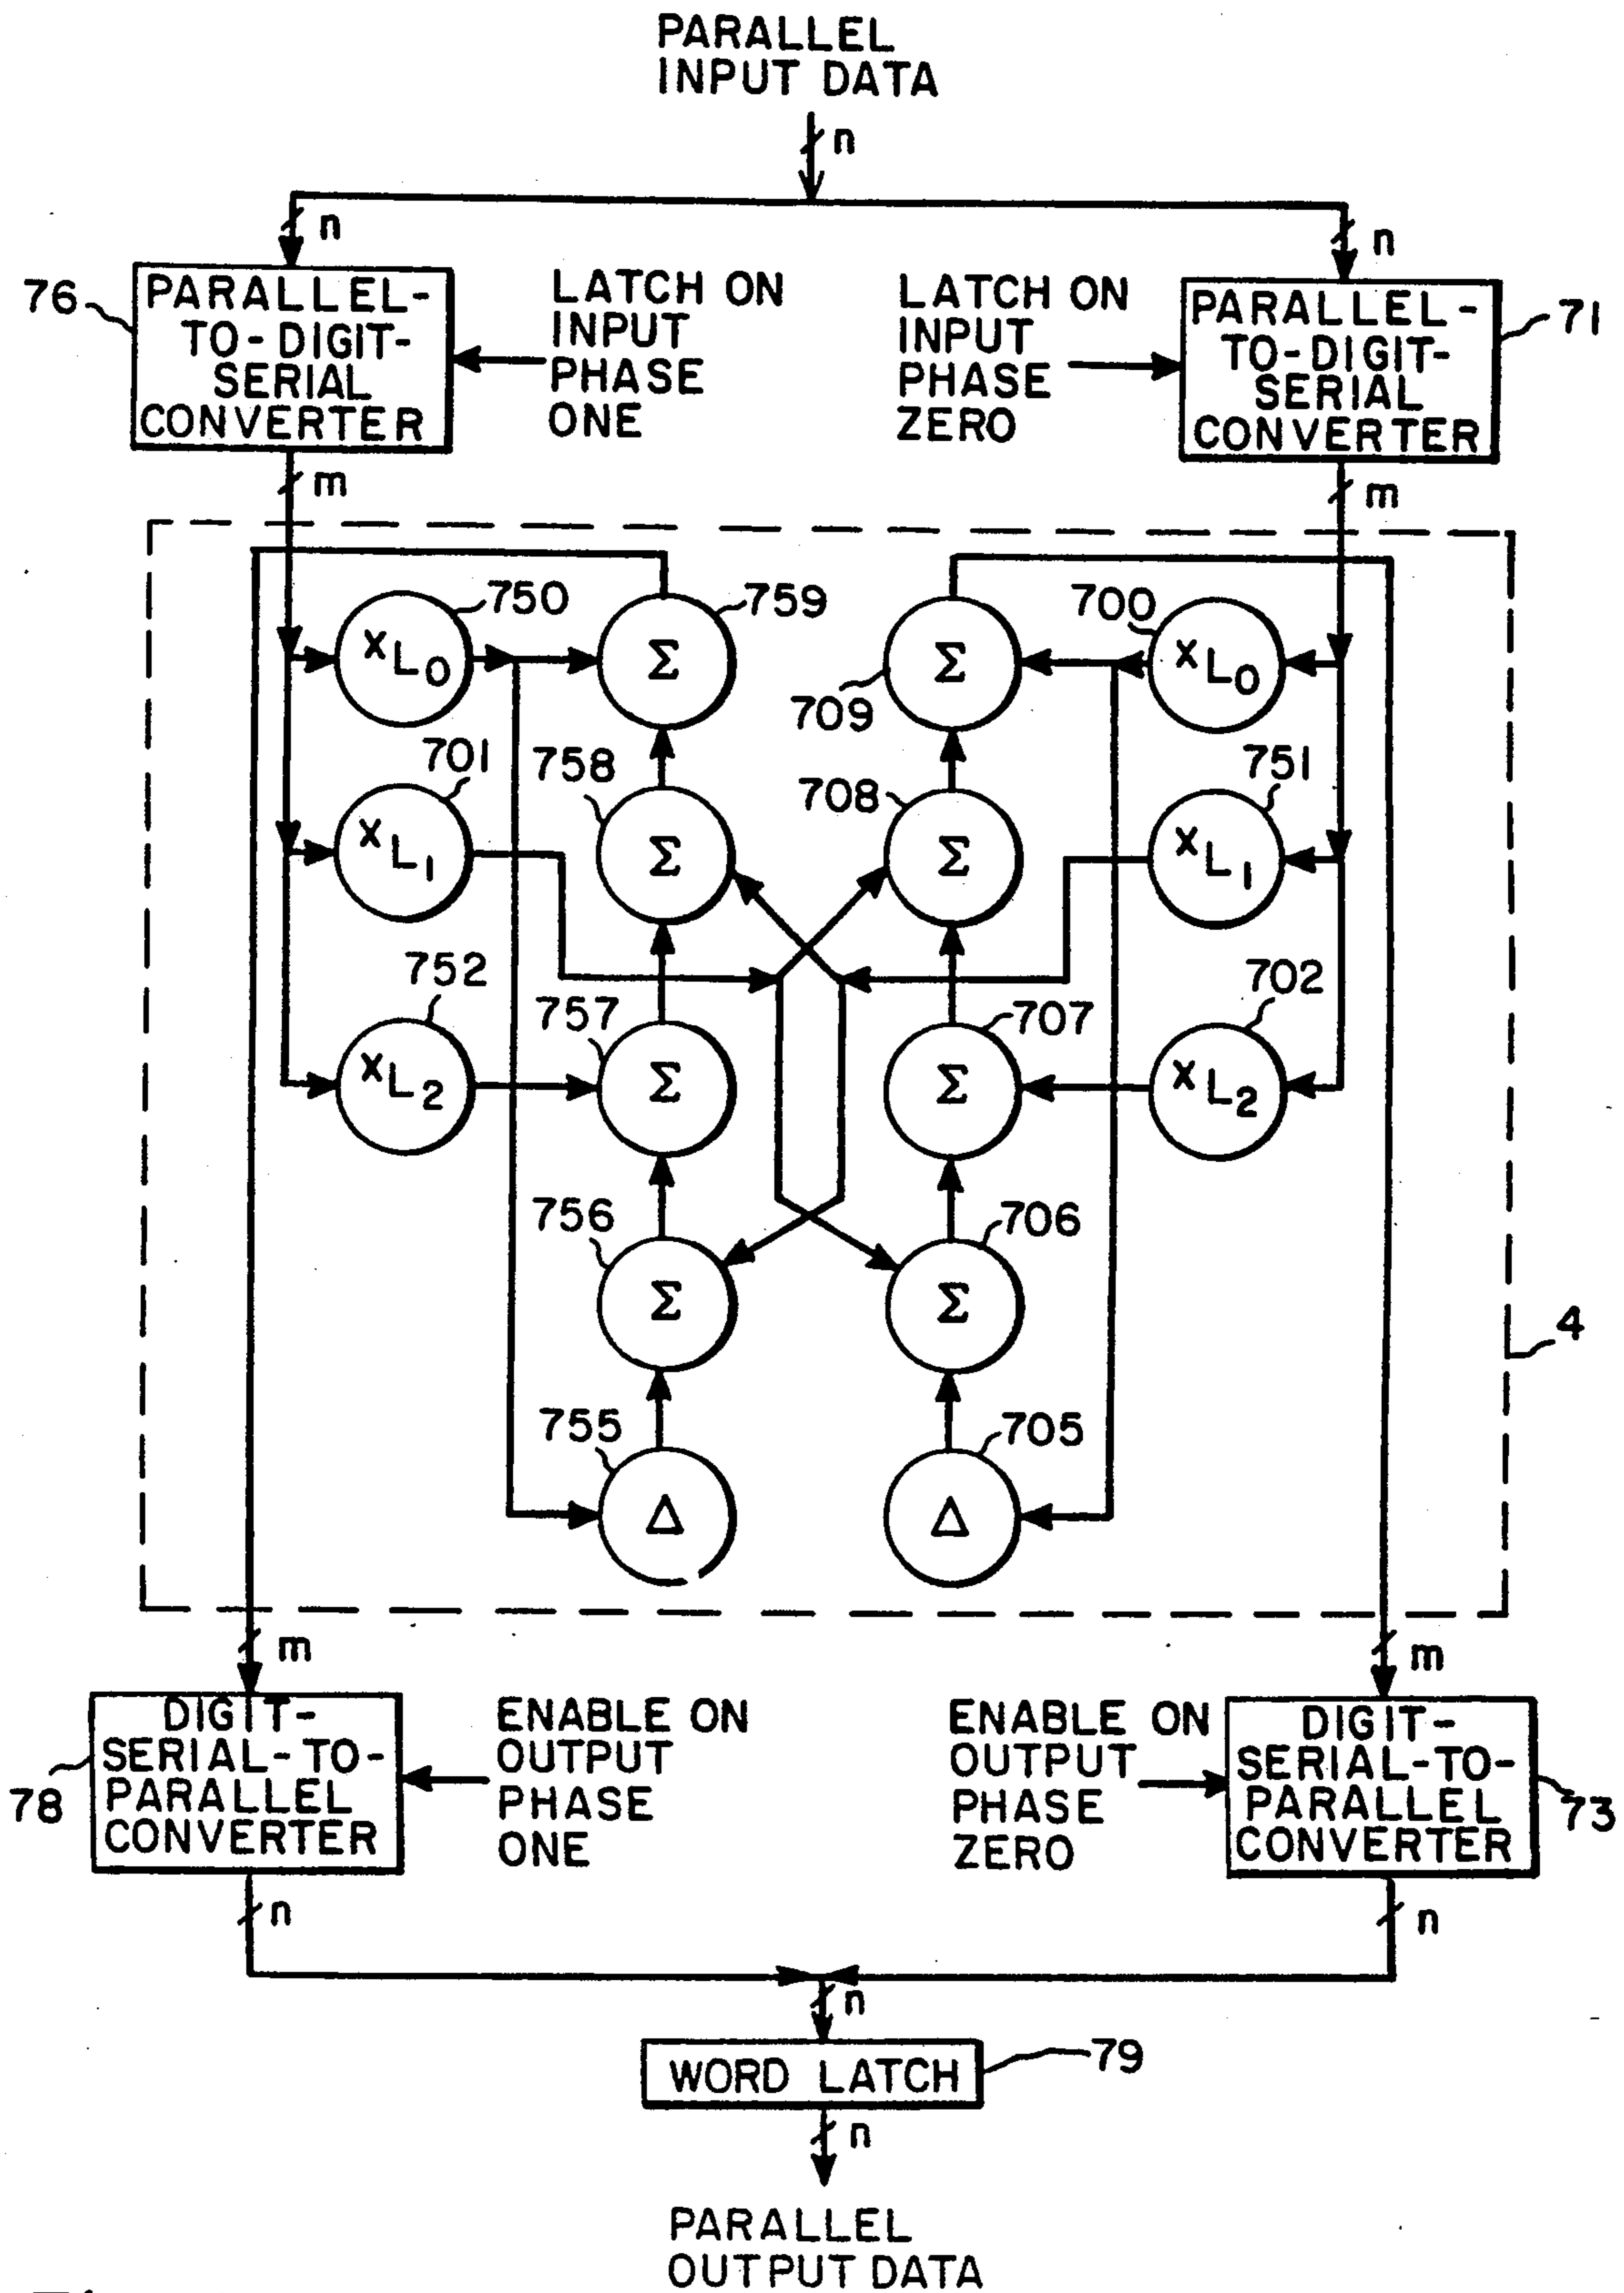 PARALLEL
INPUT DATA
n
n
n
76
PARALLEL-
TO-DIGIT-
SERIAL
CONVERTER
LATCH ON
INPUT
PHASE
ONE
LATCH ON
INPUT
PHASE
ZERO
PARALLEL-
TO-DIGIT-
SERIAL
CONVERTER
71
m
m
750
759
700
xL0
Σ
Σ
xL0
709
701
758
708
751
xL1
Σ
Σ
xL1
752
757
707
702
xL2
Σ
Σ
xL2
756
706
Σ
Σ
4
755
705
Δ
Δ
m
m
DIGIT-
SERIAL-TO-
PARALLEL
CONVERTER
78
ENABLE ON
OUTPUT
PHASE
ONE
ENABLE ON
OUTPUT
PHASE
ZERO
DIGIT-
SERIAL-TO-
PARALLEL
CONVERTER
73
n
n
n
WORD LATCH
79
n
PARALLEL
OUTPUT DATA